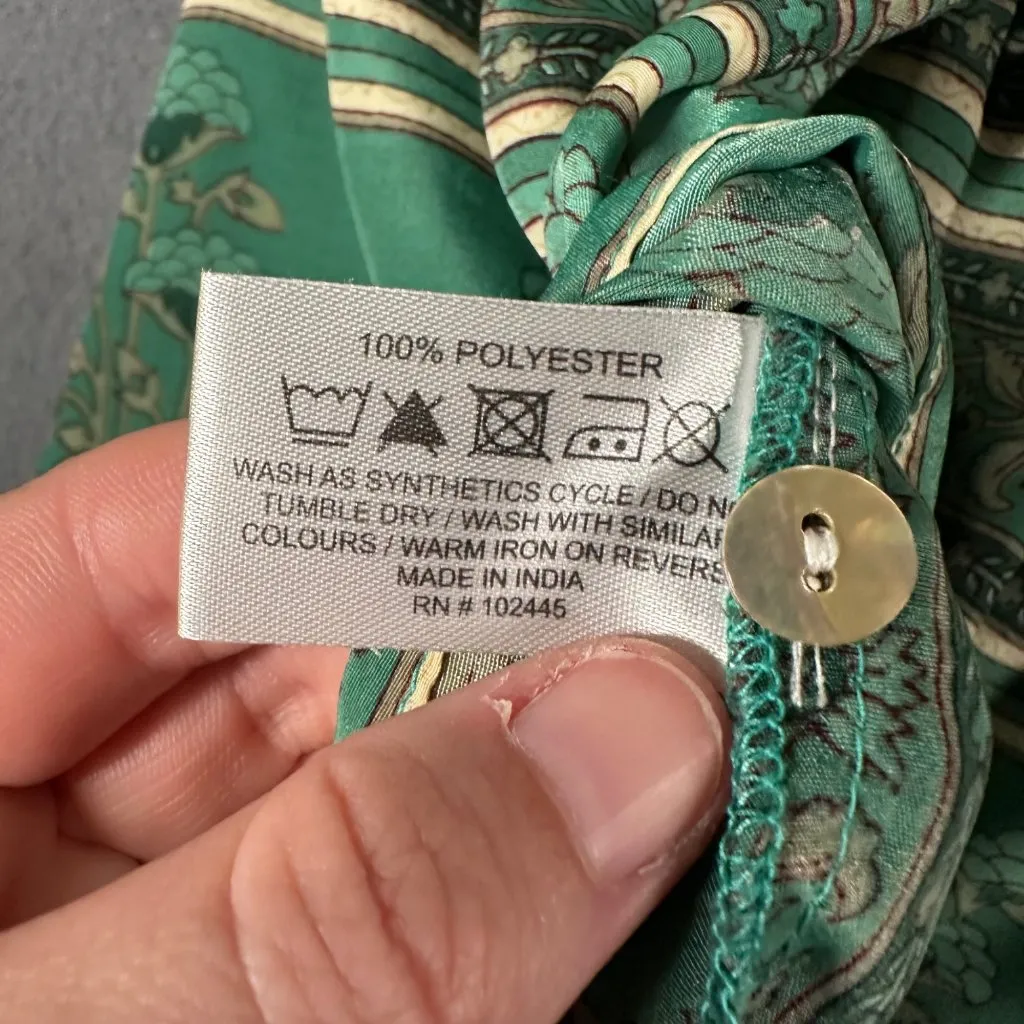 100% POLYESTER
WASH AS SYNTHETICS CYCLE / DO
TUMBLE DRY / WASH WITH SIMILAR
COLOURS / WARM IRON ON REVERS
MADE IN INDIA
RN # 102445